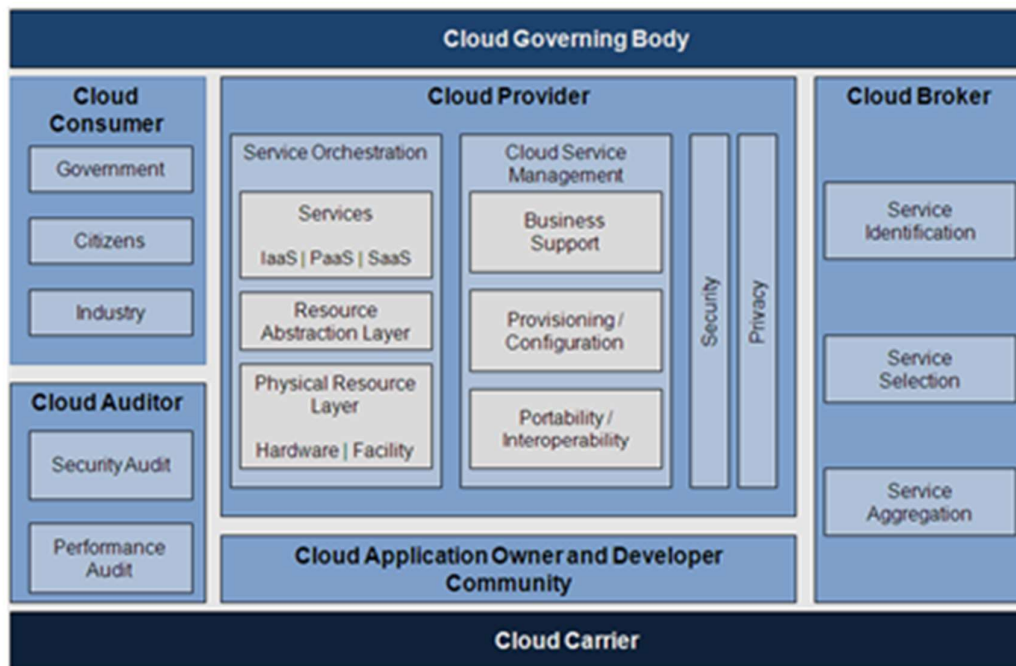 Cloud Governing Body
Cloud
Consumer
Government
Citizens
Industry
Cloud Auditor
Security Audit
Performance
Audit
Cloud Provider
Service Orchestration
Services
IaaS | PaaS | SaaS
Resource
Abstraction Layer
Physical Resource
Layer
Hardware | Facility
Cloud Service
Management
Business
Support
Provisioning /
Configuration
Portability /
Interoperability
Security
Privacy
Cloud Application Owner and Developer
Community
Cloud Broker
Service
Identification
Service
Selection
Service
Aggregation
Cloud Carrier